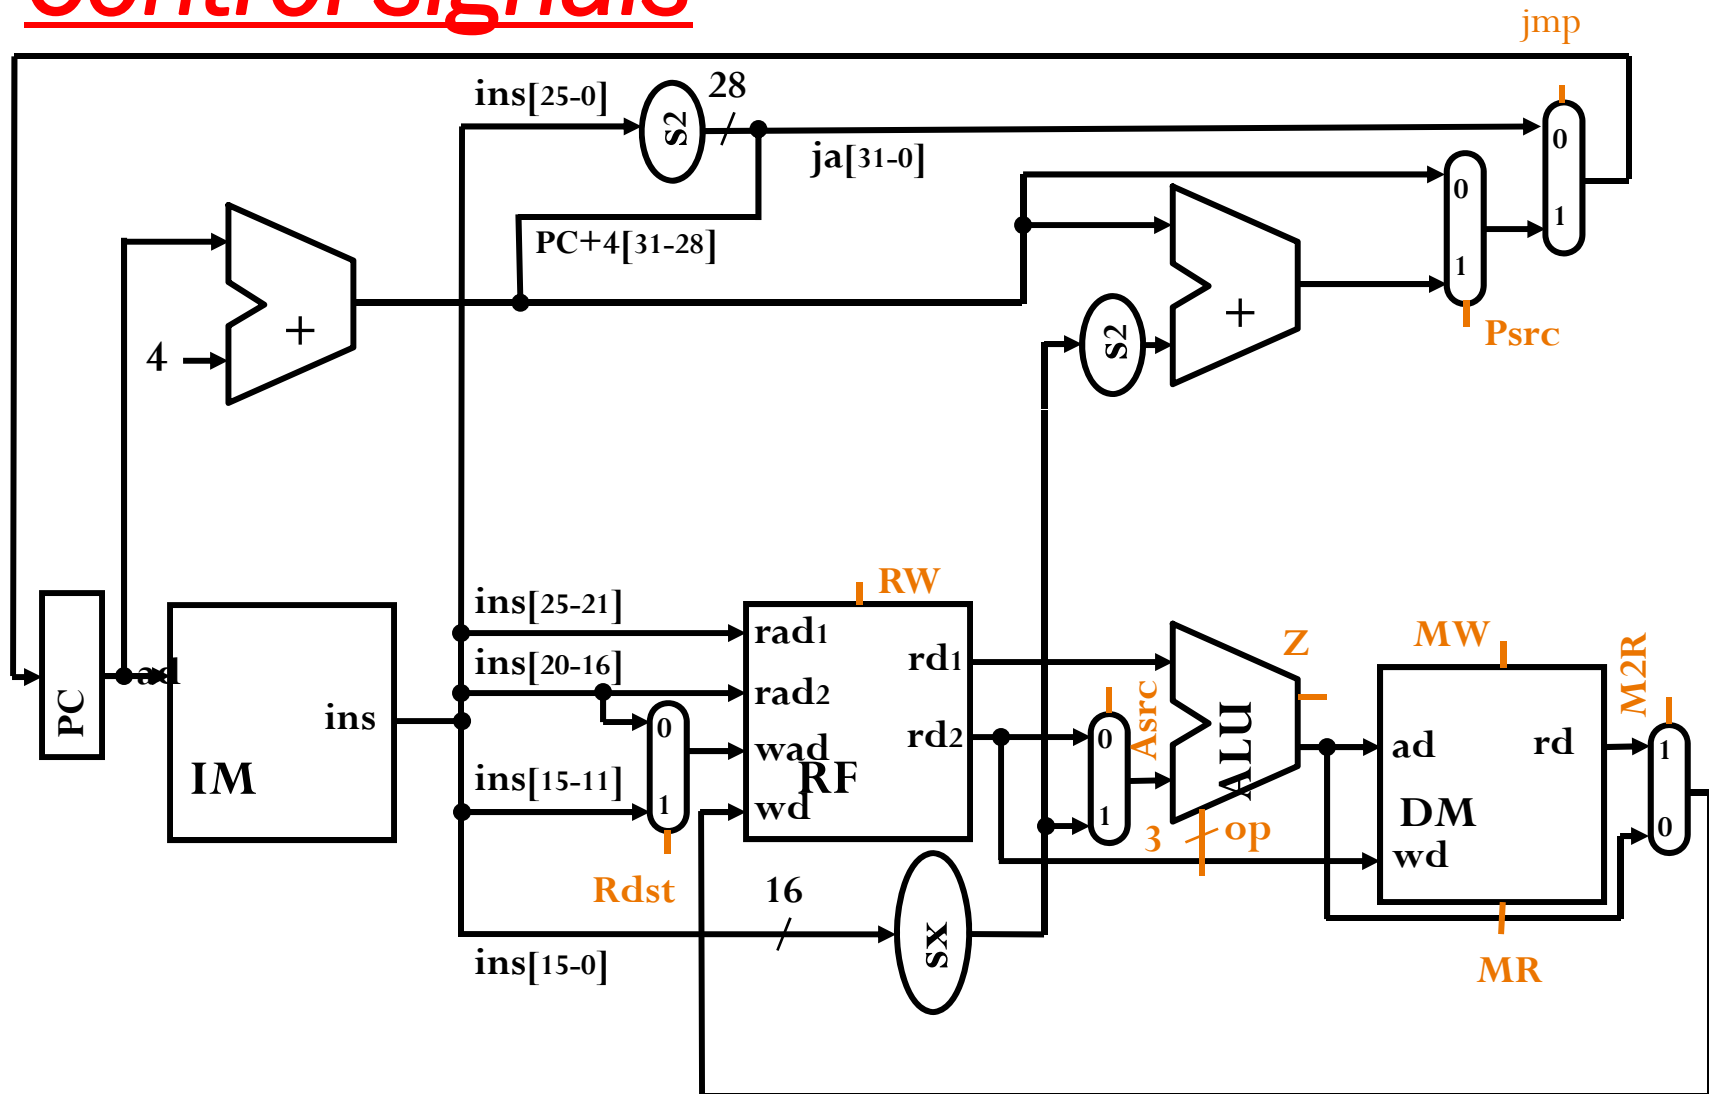 Control signals
jmp
ins[25-0]
s2
28
ja[31-0]
0
1
0
1
PC+4[31-28]
Psrc
+
4
s2
+
RW
ins[25-21]
rad1
ins[20-16]
rad2
rd1
rd2
PC
ad
ins
IM
0
1
wad
RF
wd
ins[15-11]
Rdst
0
1
Asrc
ALU
Z
3
op
MW
M2R
ad
rd
DM
wd
1
0
MR
16
ins[15-0]
sx